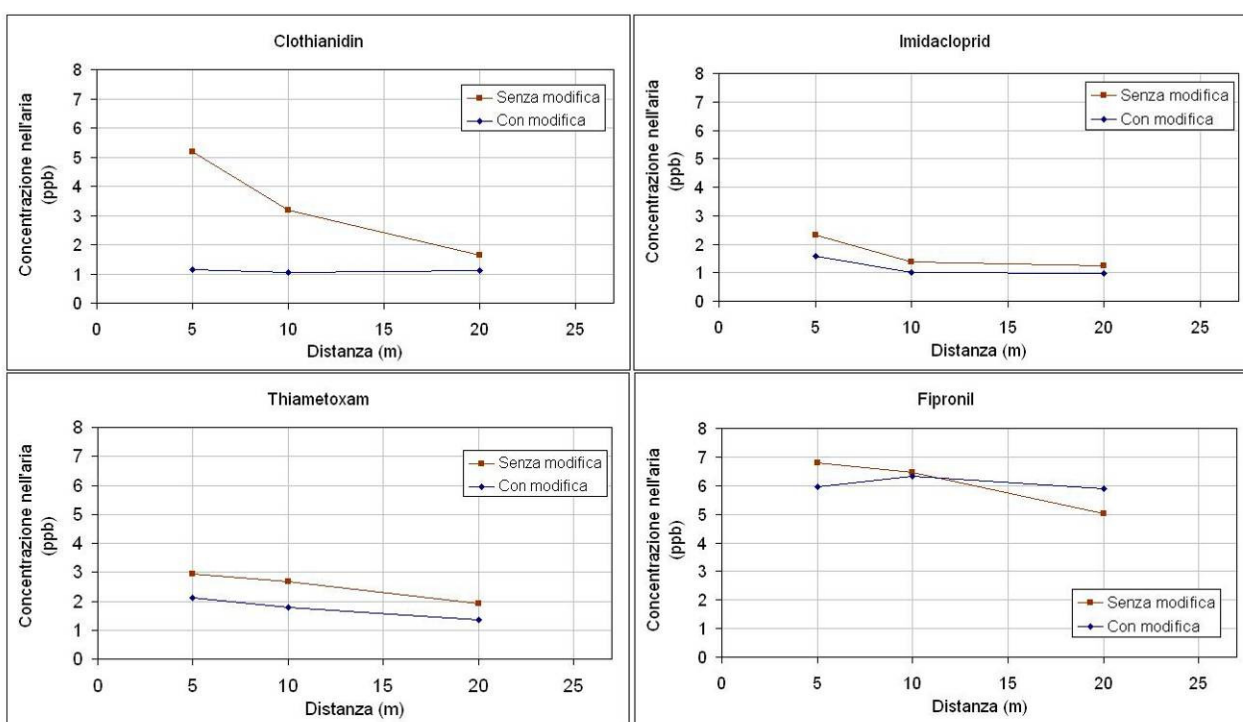 Clothianidin
Concentrazione nell'aria
(ppb)
8
7
6
5
4
3
2
1
0
Senza modifica
Con modifica
0 5 10 15 20 25
Distanza (m)
Imidacloprid
Concentrazione nell'aria
(ppb)
8
7
6
5
4
3
2
1
0
Senza modifica
Con modifica
0 5 10 15 20 25
Distanza (m)
Thiametoxam
Concentrazione nell'aria
(ppb)
8
7
6
5
4
3
2
1
0
Senza modifica
Con modifica
0 5 10 15 20 25
Distanza (m)
Fipronil
Concentrazione nell'aria
(ppb)
8
7
6
5
4
3
2
1
0
Senza modifica
Con modifica
0 5 10 15 20 25
Distanza (m)